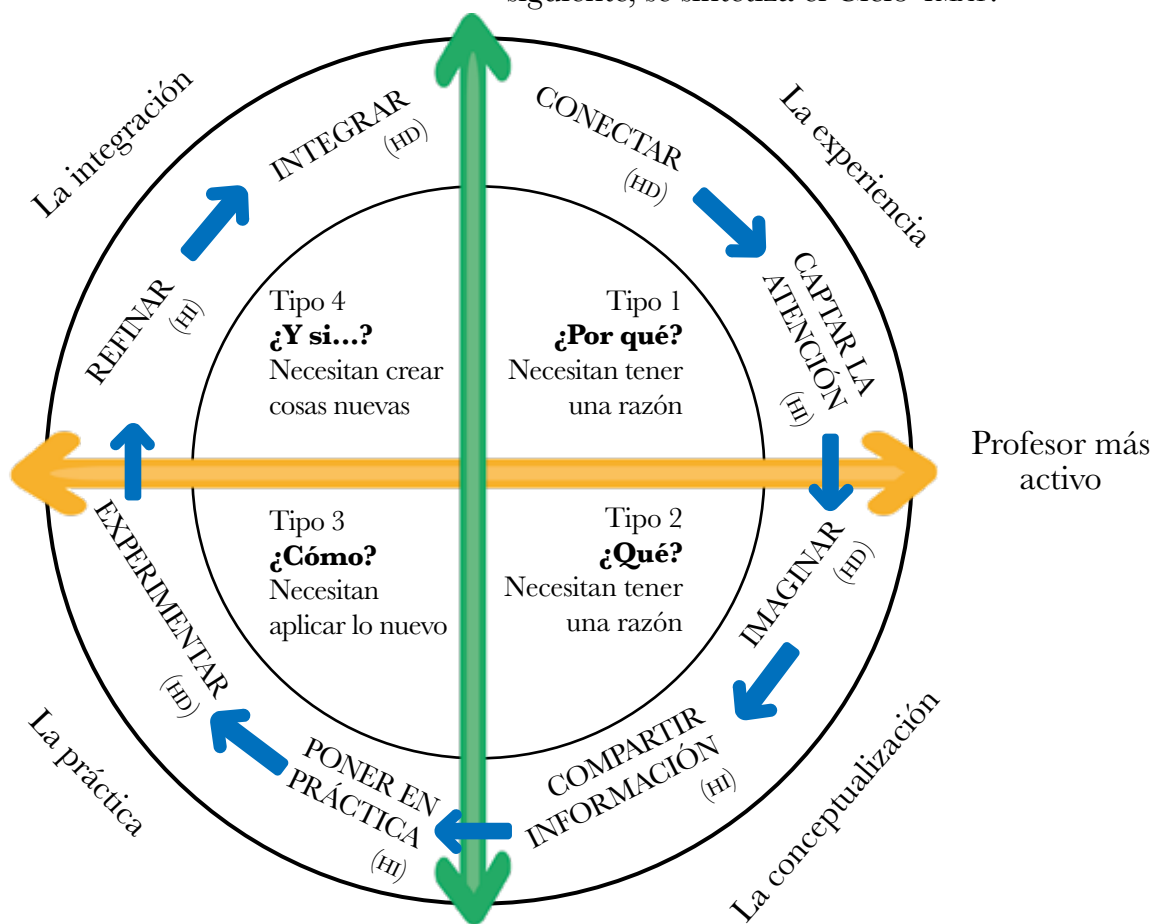 La integración
INTEGRAR
(HD)
CONECTAR
(HD)
La experiencia
REFINAR
(HI)
CAPTAR LA
ATENCIÓN
(HI)
Tipo 4
¿Y si...?
Necesitan crear
cosas nuevas
Tipo 1
¿Por qué?
Necesitan tener
una razón
Profesor más
activo
Tipo 3
¿Cómo?
Necesitan
aplicar lo nuevo
Tipo 2
¿Qué?
Necesitan tener
una razón
EXPERIMENTAR
(HD)
IMAGINAR
(HD)
La práctica
PONER EN
PRÁCTICA
(HI)
COMPARTIR
INFORMACIÓN
(HI)
La conceptualización